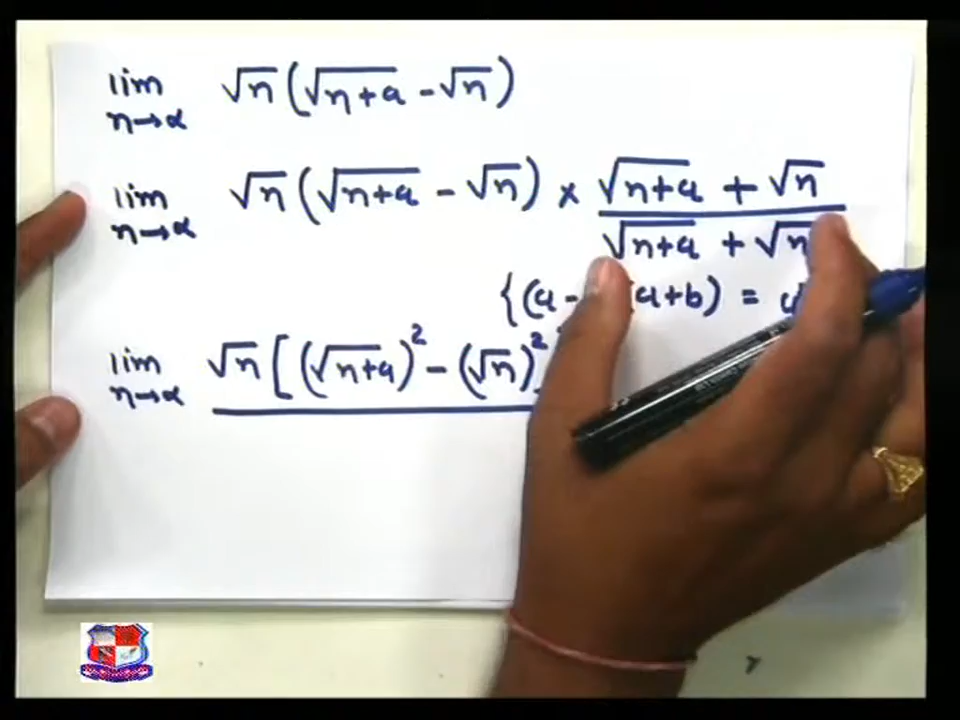 lim √n (√n+a - √n)
n→∝
lim √n (√n+a - √n) × √n+a + √n
n→∝ √n+a + √n
{(a - (a+b) =
lim √n [(√n+a)² - (√n)²
n→∝